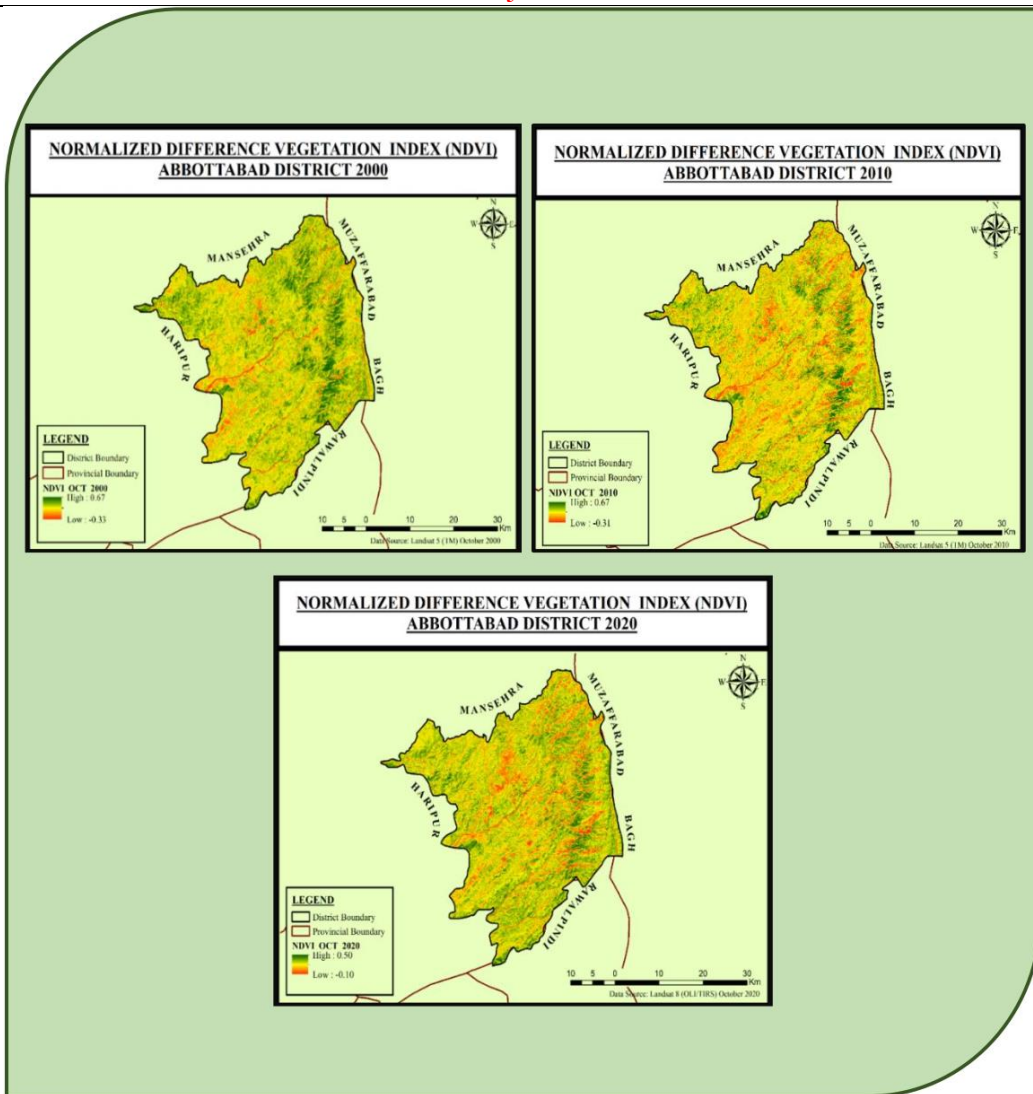 NORMALIZED DIFFERENCE VEGETATION INDEX (NDVI)
ABBOTTABAD DISTRICT 2000
N
W
E
S
MANSEHRA
MUZAFFARABAD
HARIPUR
BAGH
RAWALPINDI
LEGEND
District Boundary
Provincial Boundary
NDVI OCT 2000
High : 0.67
Low : -0.33
10 5 0 10 20 30
Km
Data Source: Landsat 5 (TM) October 2000
NORMALIZED DIFFERENCE VEGETATION INDEX (NDVI)
ABBOTTABAD DISTRICT 2010
N
W
E
S
MANSEHRA
MUZAFFARABAD
HARIPUR
BAGH
RAWALPINDI
LEGEND
District Boundary
Provincial Boundary
NDVI OCT 2010
High : 0.67
Low : -0.31
10 5 0 10 20 30
Km
Data Source: Landsat 5 (TM) October 2010
NORMALIZED DIFFERENCE VEGETATION INDEX (NDVI)
ABBOTTABAD DISTRICT 2020
N
W
E
S
MANSEHRA
MUZAFFARABAD
HARIPUR
BAGH
RAWALPINDI
LEGEND
District Boundary
Provincial Boundary
NDVI OCT 2020
High : 0.50
Low : -0.10
10 5 0 10 20 30
Km
Data Source: Landsat 8 (OLI/TIRS) October 2020